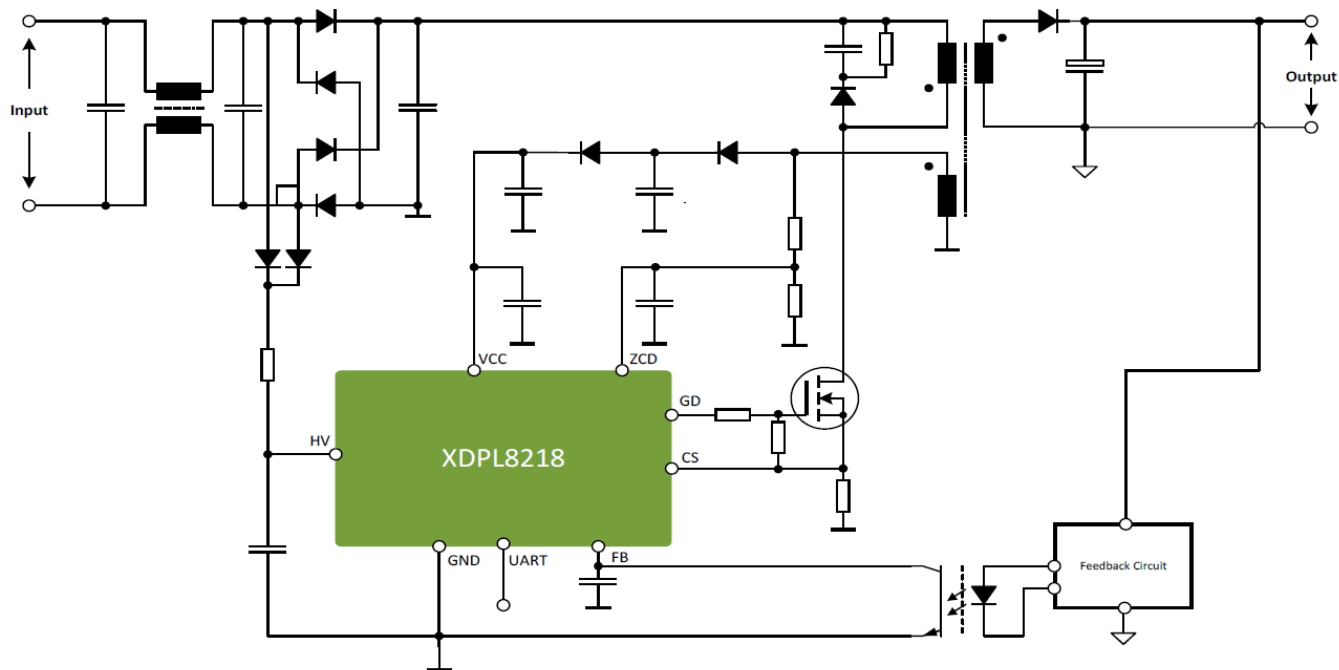 Input
Output
VCC
ZCD
GD
HV
XDPL8218
CS
GND
UART
FB
Feedback Circuit